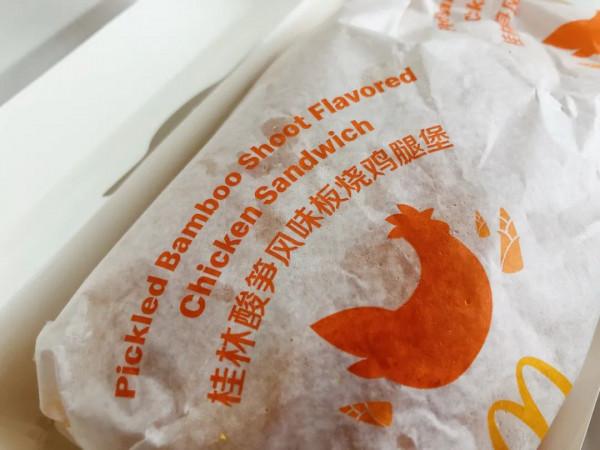 Pickled Bamboo Shoot Flavored
Chicken Sandwich
桂林酸笋风味板烧鸡腿堡